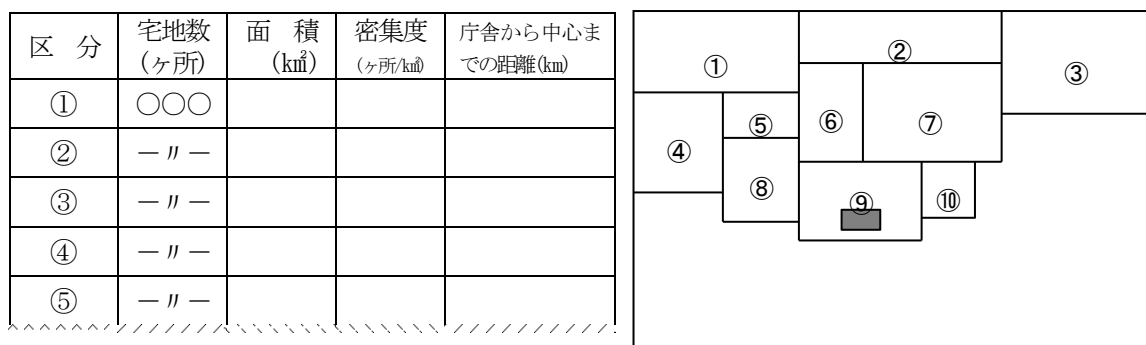 区　分　宅地数(ヶ所)　面　積(㎢)　密集度(ヶ所/㎢)　庁舎から中心までの距離(km)
①　○○○
②　－〃－
③　－〃－
④　－〃－
⑤　－〃－
①　②　③
④　⑤　⑥　⑦
⑧　⑨　⑩